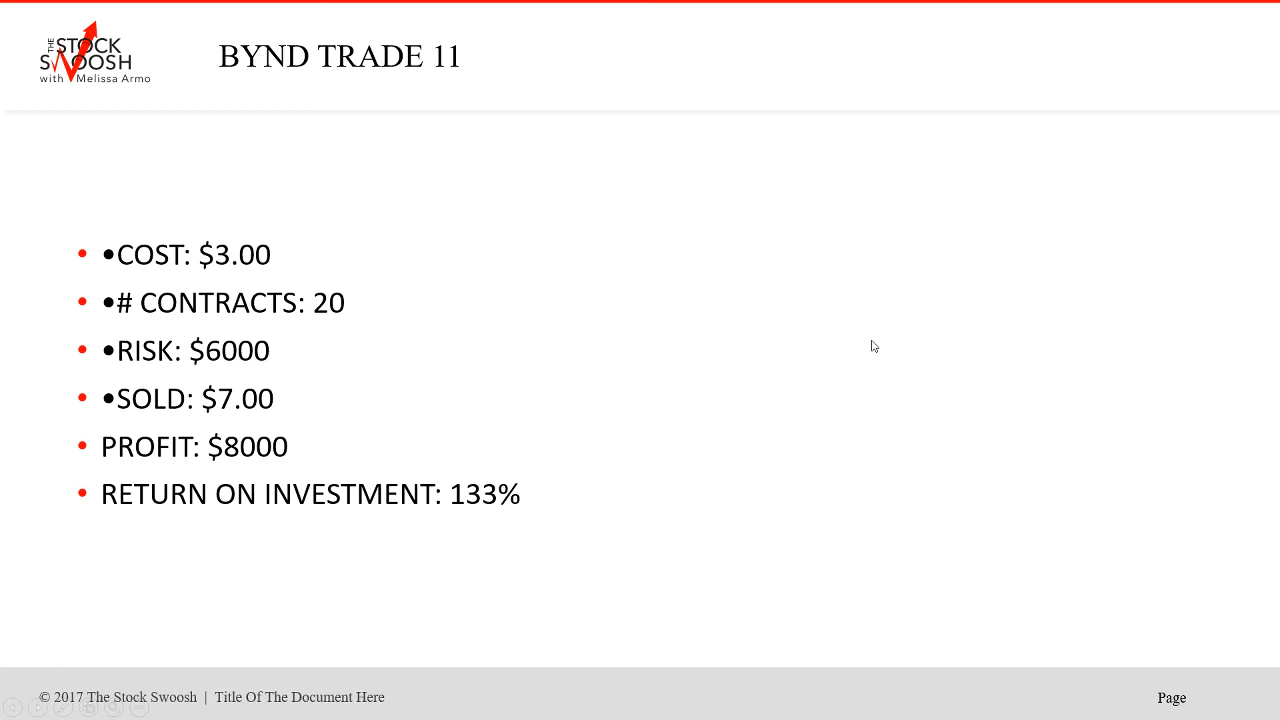 THE STOCK
SWOOSH
with Melissa Armo
BYND TRADE 11
• •COST: $3.00
• •# CONTRACTS: 20
• •RISK: $6000
• •SOLD: $7.00
• PROFIT: $8000
• RETURN ON INVESTMENT: 133%
© 2017 The Stock Swoosh | Title Of The Document Here
Page